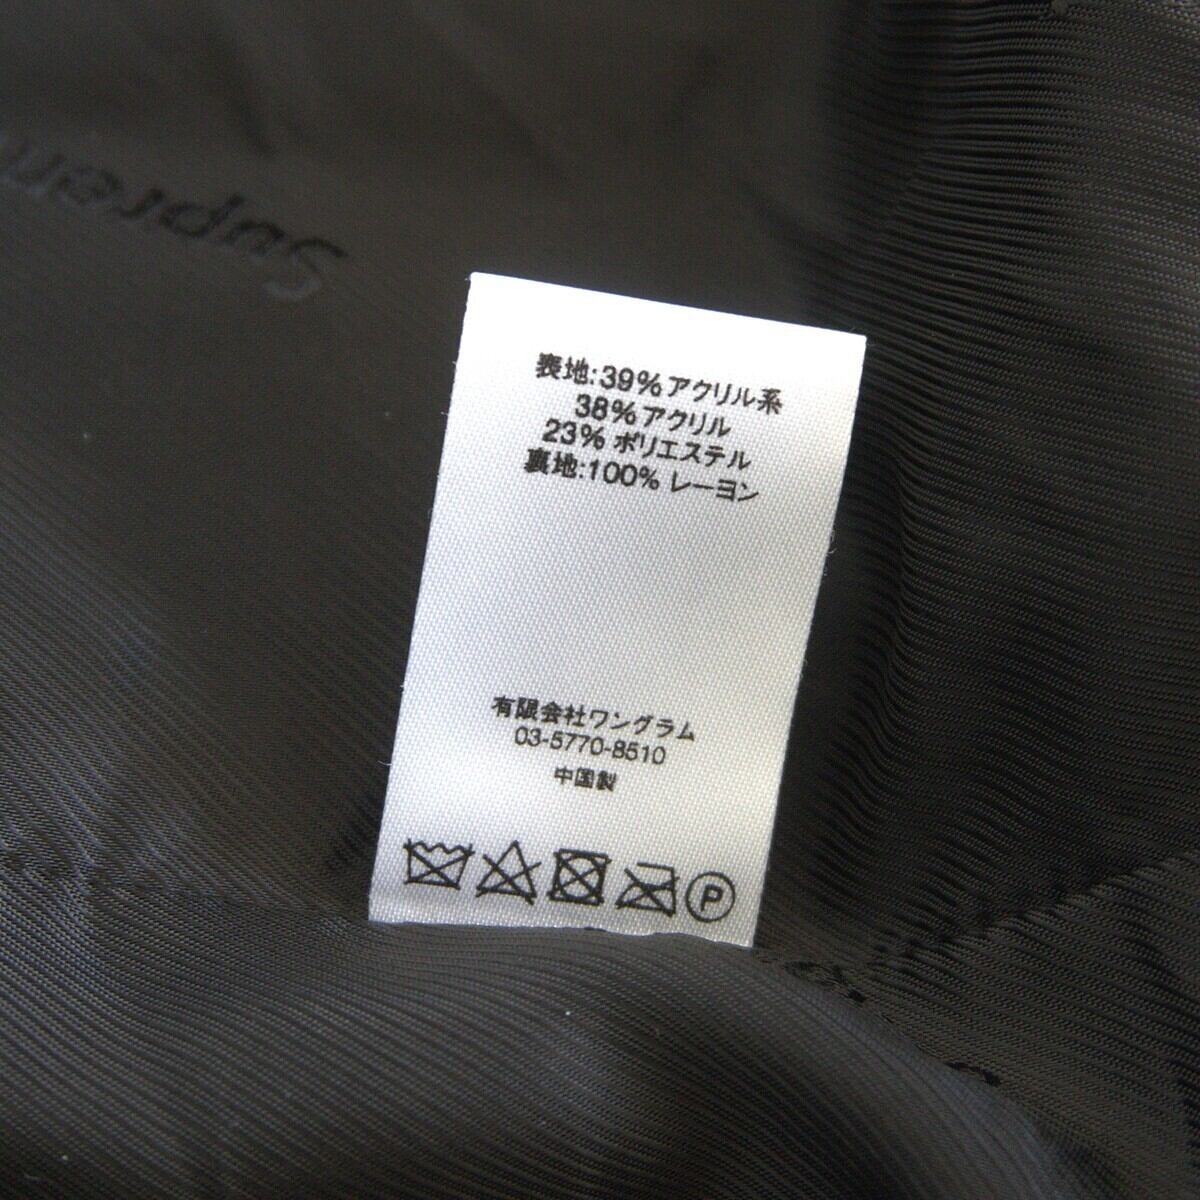 Suprem
表地:39%アクリル系
38%アクリル
23%ポリエステル
裏地:100%レーヨン
有限会社ワングラム
03-5770-8510
中国製
P